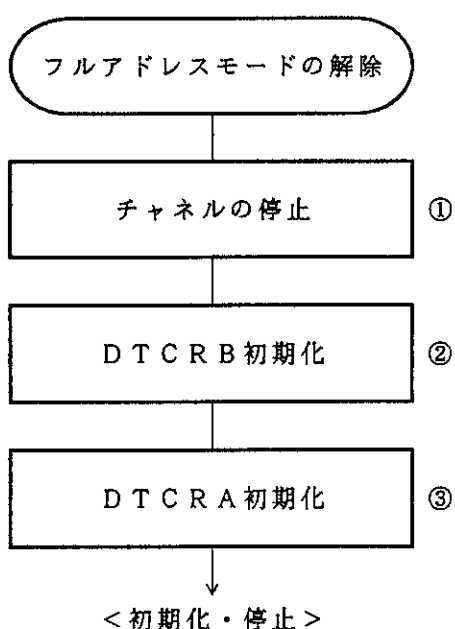 フルアドレスモードの解除
チャネルの停止 ①
DTCRB初期化 ②
DTCRA初期化 ③
<初期化・停止>